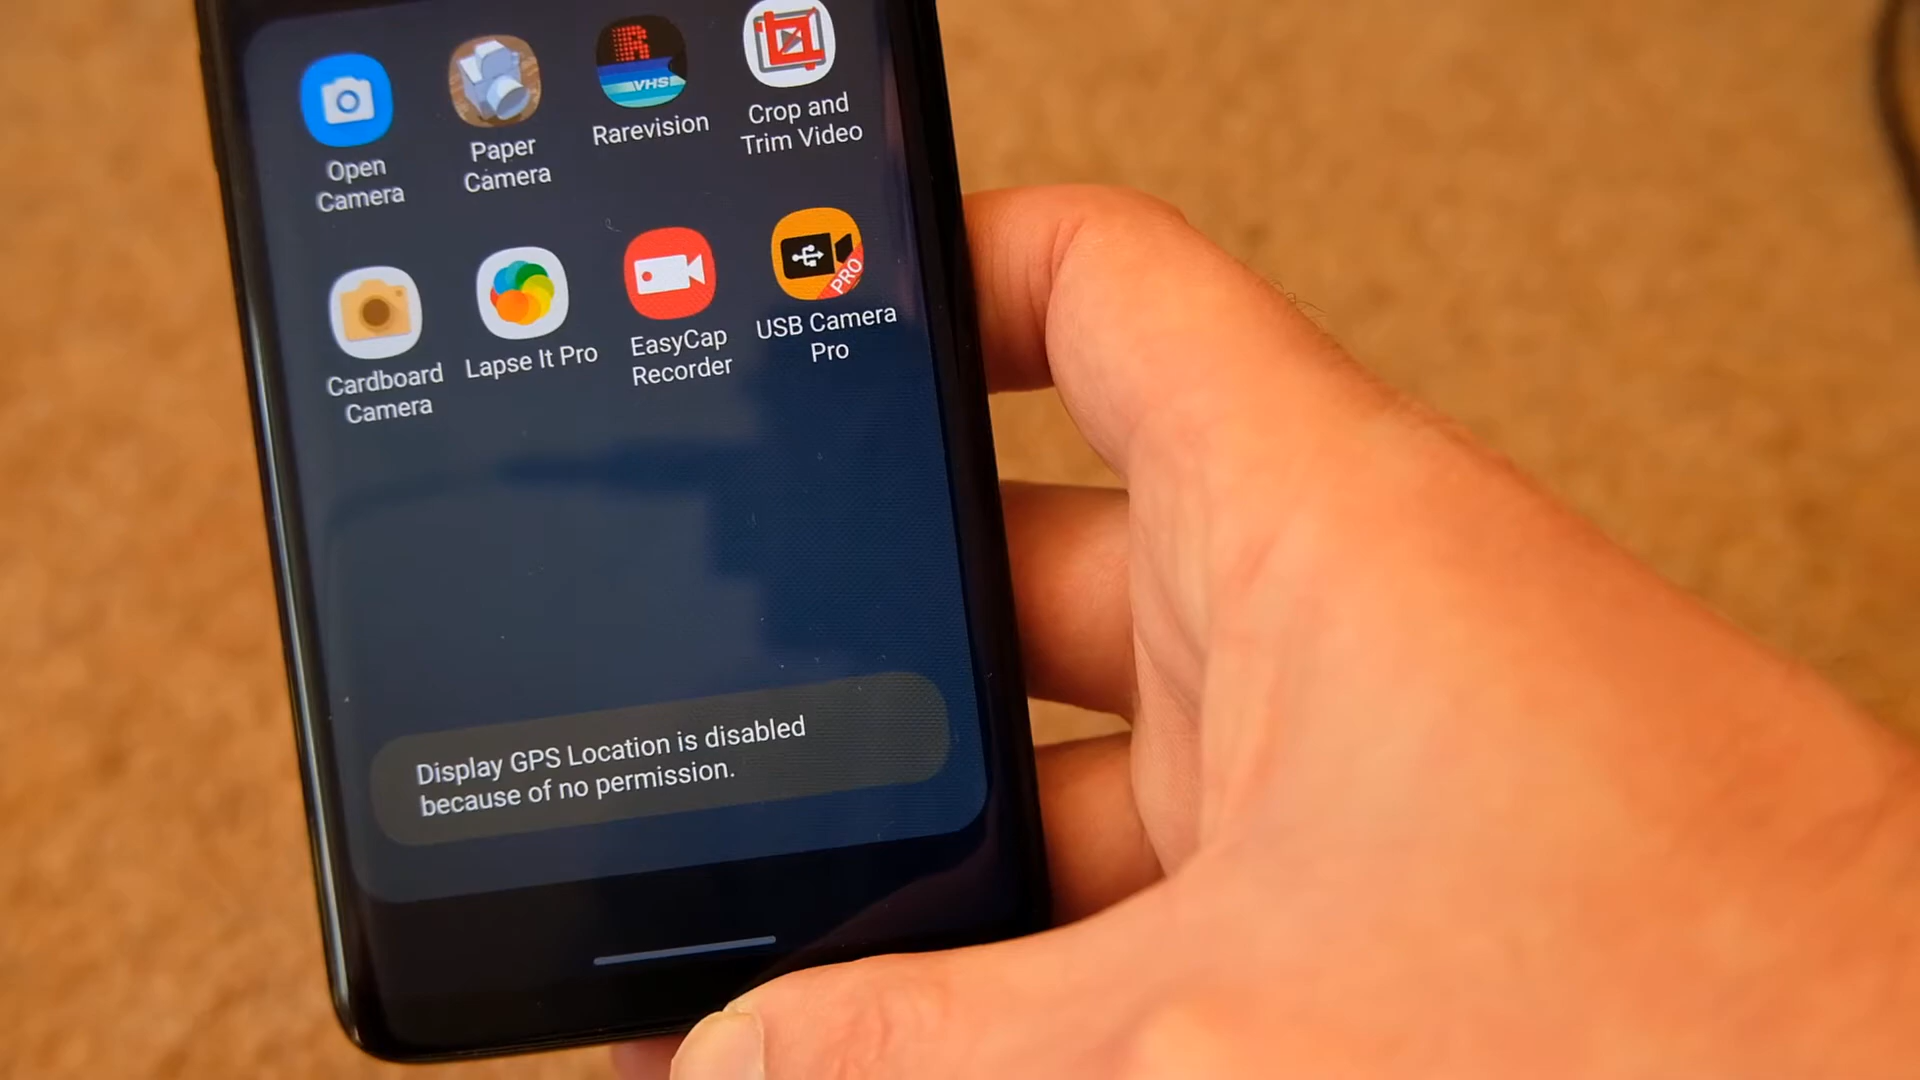 R
VHS
Open
Camera
Paper
Camera
Rarevision
Crop and
Trim Video
Cardboard
Camera
Lapse It Pro
EasyCap
Recorder
PRO
USB Camera
Pro
Display GPS Location is disabled
because of no permission.